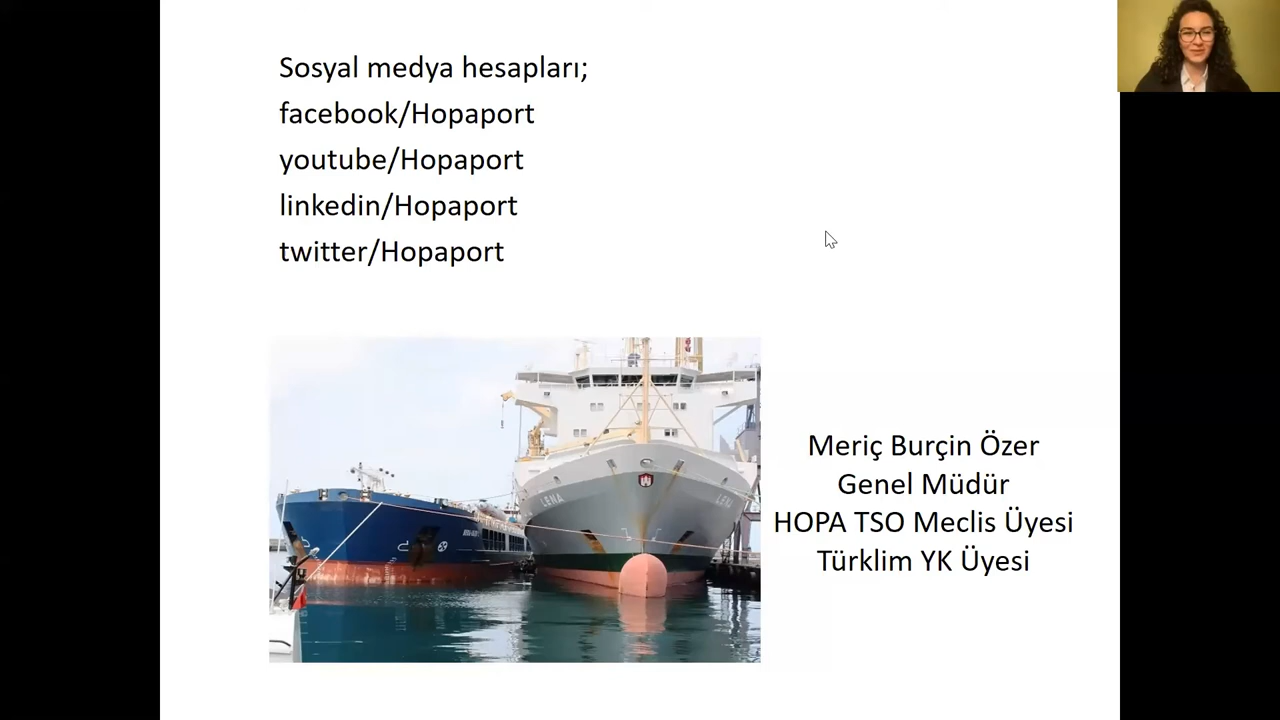 Sosyal medya hesapları;
facebook/Hopaport
youtube/Hopaport
linkedin/Hopaport
twitter/Hopaport
LENA
Meriç Burçin Özer
Genel Müdür
HOPA TSO Meclis Üyesi
Türklim YK Üyesi